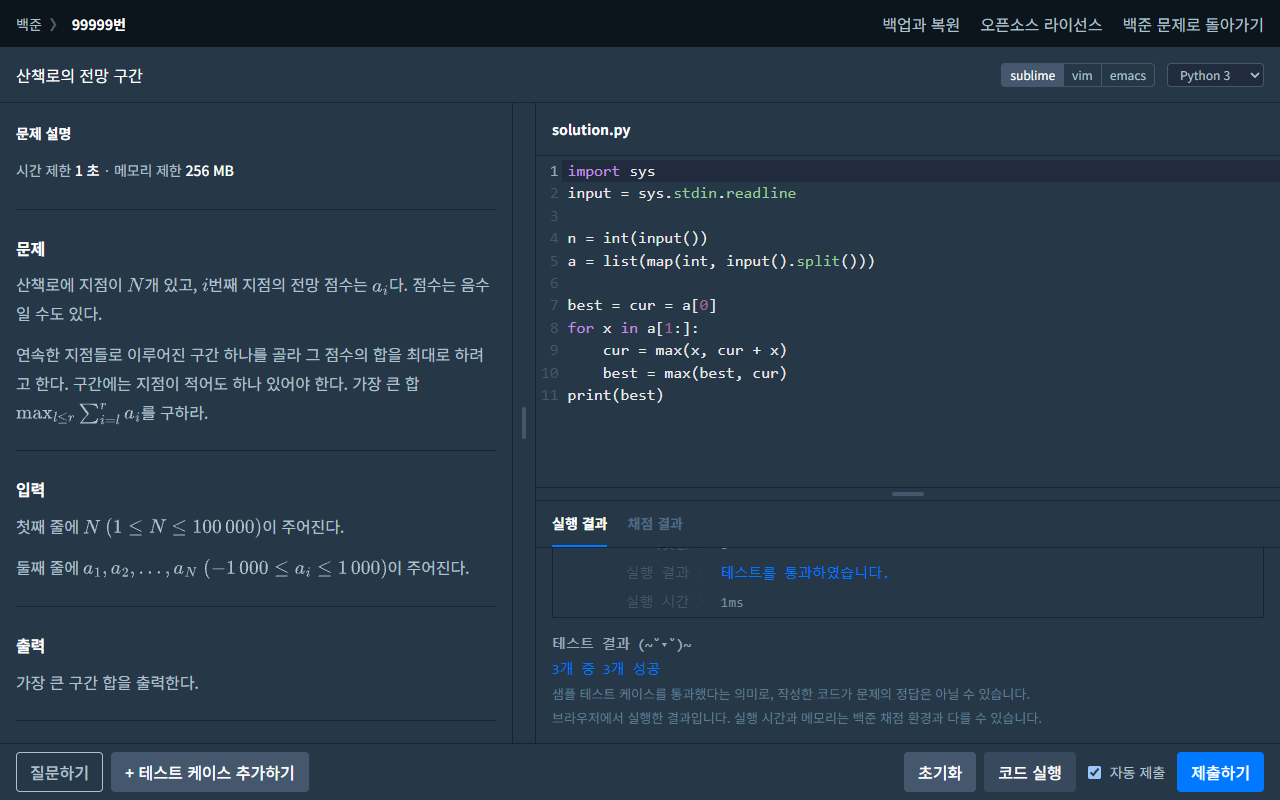 백준 》 99999번
백업과 복원 오픈소스 라이선스 백준 문제로 돌아가기
산책로의 전망 구간
sublime vim emacs Python 3
문제 설명
시간 제한 1 초 · 메모리 제한 256 MB
문제
산책로에 지점이 N개 있고, i번째 지점의 전망 점수는 a_i다. 점수는 음수
일 수도 있다.
연속한 지점들로 이루어진 구간 하나를 골라 그 점수의 합을 최대로 하려
고 한다. 구간에는 지점이 적어도 하나 있어야 한다. 가장 큰 합
max_{l≤r} ∑_{i=l}^{r} a_i를 구하라.
입력
첫째 줄에 N (1 ≤ N ≤ 100 000)이 주어진다.
둘째 줄에 a_1, a_2, …, a_N (−1 000 ≤ a_i ≤ 1 000)이 주어진다.
출력
가장 큰 구간 합을 출력한다.
solution.py
1 import sys
2 input = sys.stdin.readline
3
4 n = int(input())
5 a = list(map(int, input().split()))
6
7 best = cur = a[0]
8 for x in a[1:]:
9     cur = max(x, cur + x)
10     best = max(best, cur)
11 print(best)
실행 결과 채점 결과
실행 결과 테스트를 통과하였습니다.
실행 시간 1ms
테스트 결과 (~˘▾˘)~
3개 중 3개 성공
샘플 테스트 케이스를 통과했다는 의미로, 작성한 코드가 문제의 정답은 아닐 수 있습니다.
브라우저에서 실행한 결과입니다. 실행 시간과 메모리는 백준 채점 환경과 다를 수 있습니다.
질문하기 + 테스트 케이스 추가하기 초기화 코드 실행 자동 제출 제출하기